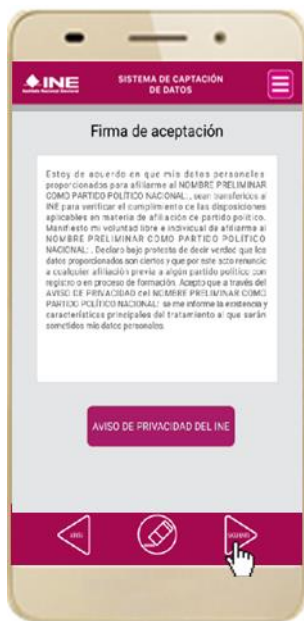 INE
Instituto Nacional Electoral
SISTEMA DE CAPTACIÓN
DE DATOS
Firma de aceptación
Estoy de acuerdo en que mis datos personales
proporcionados para afiliarme al NOMBRE PRELIMINAR
COMO PARTIDO POLÍTICO NACIONAL:, sean transferidos al
INE para verificar el cumplimiento de las disposiciones
aplicables en materia de afiliación de partido político.
Manifiesto mi voluntad libre e individual de afiliarme al
NOMBRE PRELIMINAR COMO PARTIDO POLÍTICO
NACIONAL: . Declaro bajo protesta de decir verdad que los
datos proporcionados son ciertos y que por este acto renuncio
a cualquier afiliación previa a algún partido político con
registro o en proceso de formación. Acepto que a través del
AVISO DE PRIVACIDAD del NOMBRE PRELIMINAR COMO
PARTIDO POLÍTICO NACIONAL: se me informe la existencia y
características principales del tratamiento al que serán
sometidos mis datos personales.
AVISO DE PRIVACIDAD DEL INE
ATRÁS
SIGUIENTE